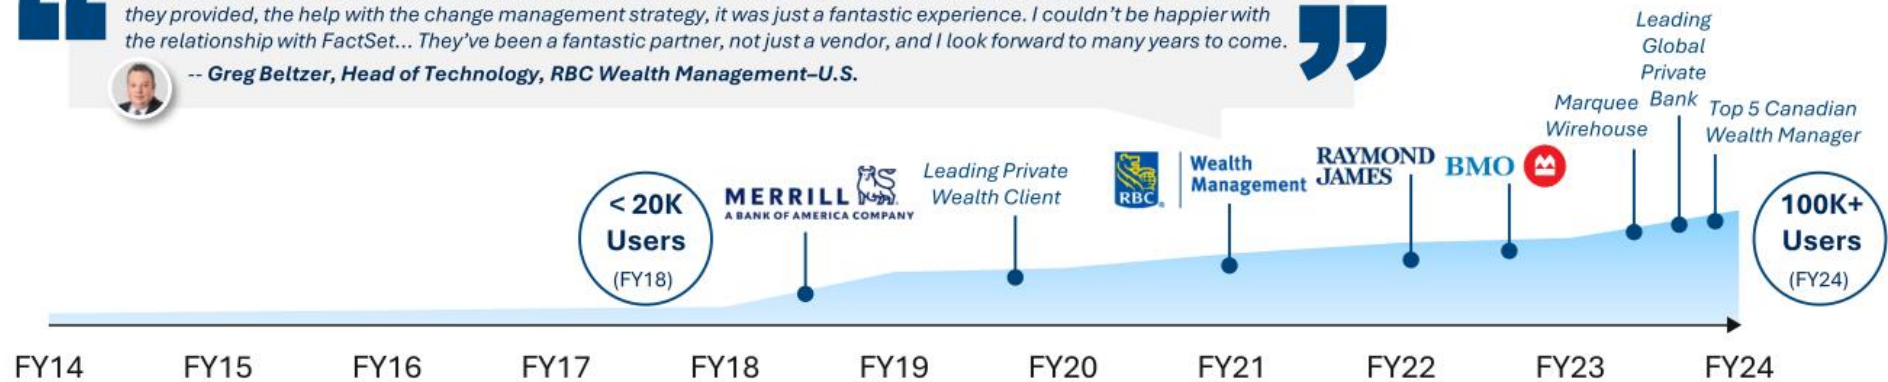 they provided, the help with the change management strategy, it was just a fantastic experience. I couldn't be happier with
the relationship with FactSet... They've been a fantastic partner, not just a vendor, and I look forward to many years to come.
-- Greg Beltzer, Head of Technology, RBC Wealth Management–U.S.
Leading
Global
Private
Bank
Marquee
Wirehouse
Top 5 Canadian
Wealth Manager
< 20K
Users
(FY18)
MERRILL
A BANK OF AMERICA COMPANY
Leading Private
Wealth Client
RBC
Wealth
Management
RAYMOND
JAMES
BMO
100K+
Users
(FY24)
FY14 FY15 FY16 FY17 FY18 FY19 FY20 FY21 FY22 FY23 FY24